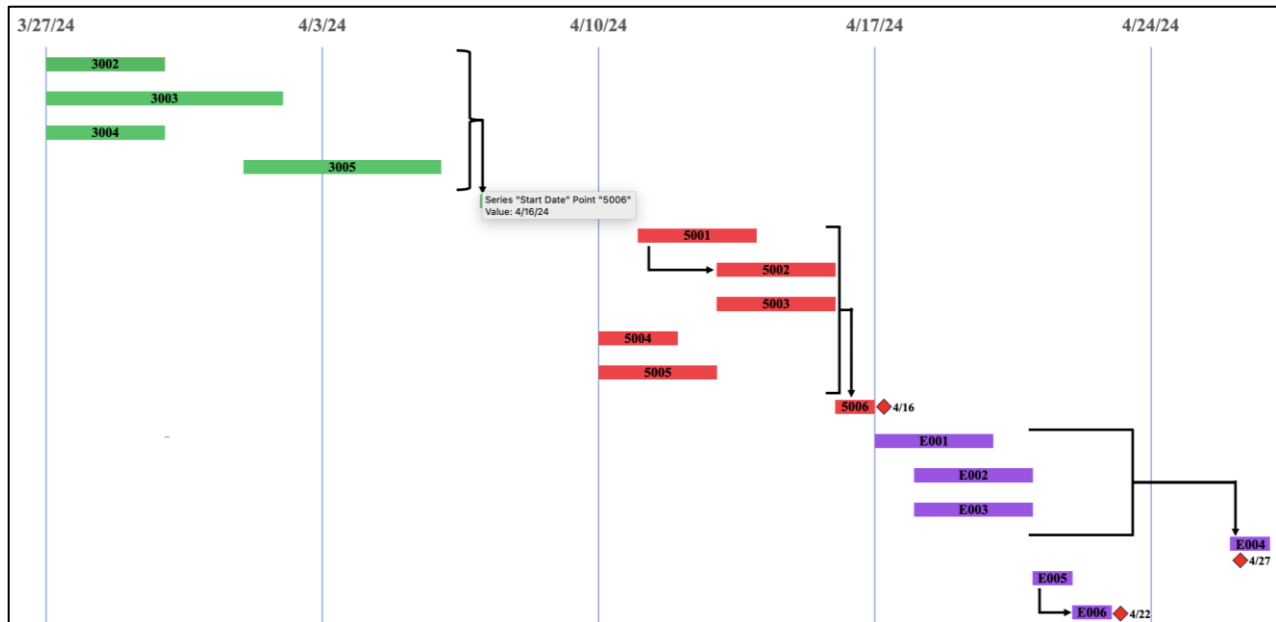 3/27/24 4/3/24 4/10/24 4/17/24 4/24/24
3002
3003
3004
3005
Series "Start Date" Point "5006"
Value: 4/16/24
5001
5002
5003
5004
5005
5006 4/16
E001
E002
E003
E004
4/27
E005
E006 4/22